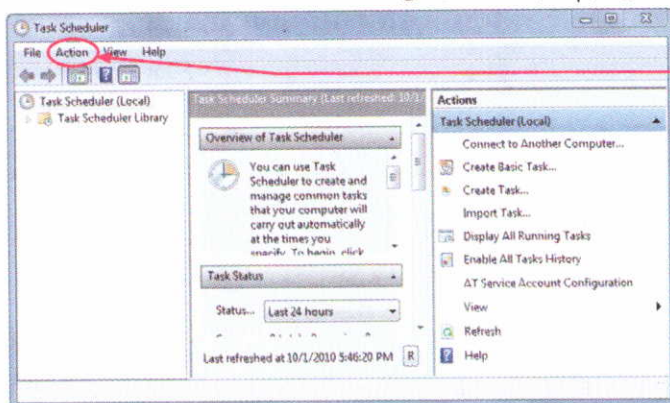 Task Scheduler
File Action View Help
Task Scheduler (Local)
Task Scheduler Library
Task Scheduler Summary (Last refreshed: 10/1
Overview of Task Scheduler
You can use Task
Scheduler to create and
manage common tasks
that your computer will
carry out automatically
at the times you
specify. To begin, click
Task Status
Status... Last 24 hours
Last refreshed at 10/1/2010 5:46:20 PM R
Actions
Task Scheduler (Local)
Connect to Another Computer...
Create Basic Task...
Create Task...
Import Task...
Display All Running Tasks
Enable All Tasks History
AT Service Account Configuration
View
Refresh
Help